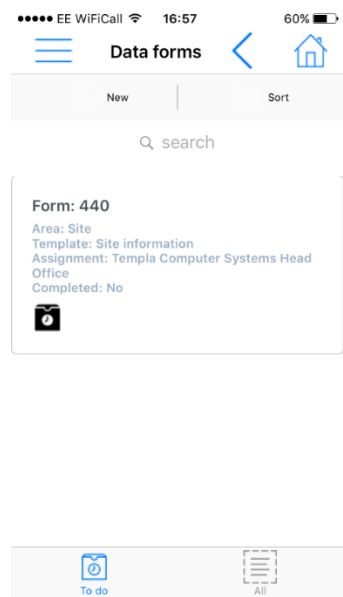 EE WiFiCall 16:57 60%
Data forms
New Sort
search
Form: 440
Area: Site
Template: Site information
Assignment: Templa Computer Systems Head
Office
Completed: No
To do All